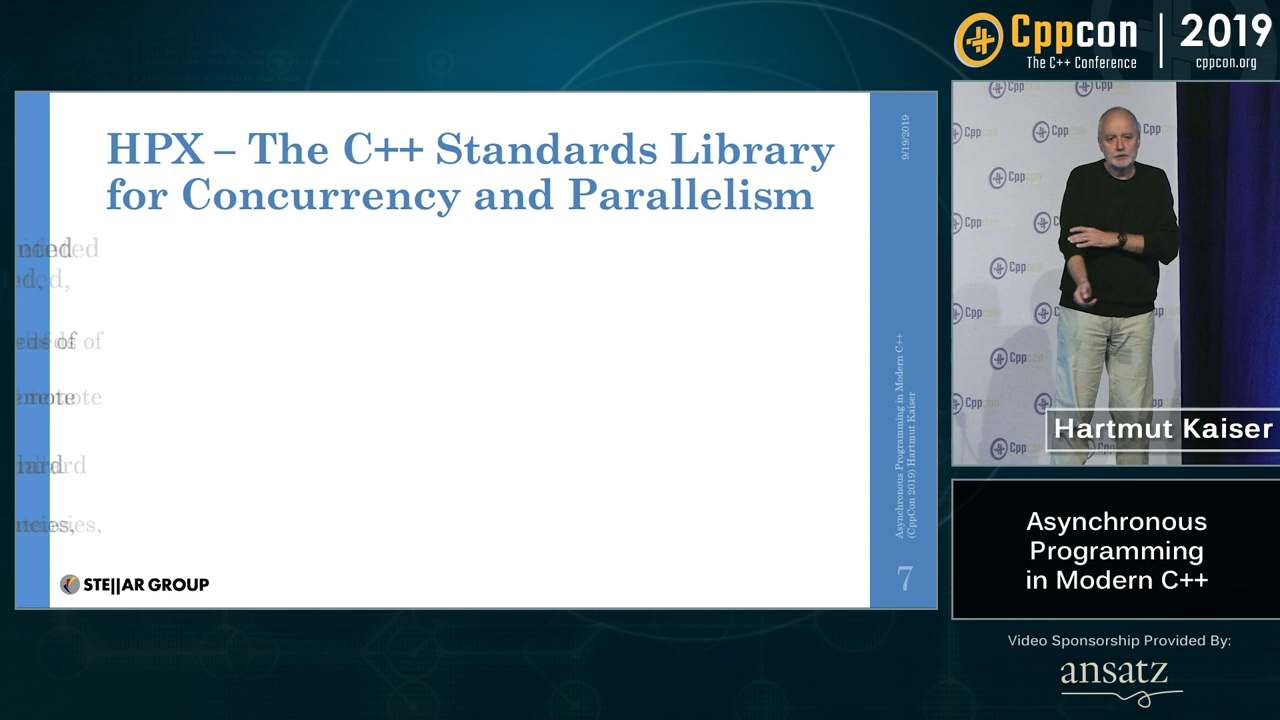 Cppcon
The C++ Conference
2019
cppcon.org
HPX – The C++ Standards Library
for Concurrency and Parallelism
9/19/2019
Asynchronous Programming in Modern C++
(CppCon 2019) Hartmut Kaiser
7
STE||AR GROUP
Hartmut Kaiser
Asynchronous
Programming
in Modern C++
Video Sponsorship Provided By:
ansatz